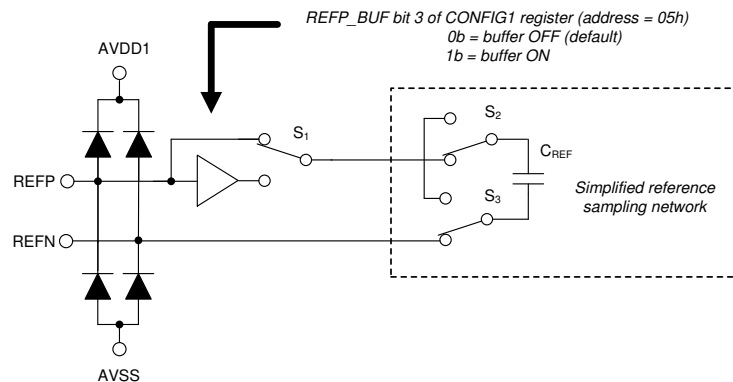 REFP_BUF bit 3 of CONFIG1 register (address = 05h)
0b = buffer OFF (default)
1b = buffer ON
AVDD1
S1
S2
CREF
REFP
S3
Simplified reference
sampling network
REFN
AVSS